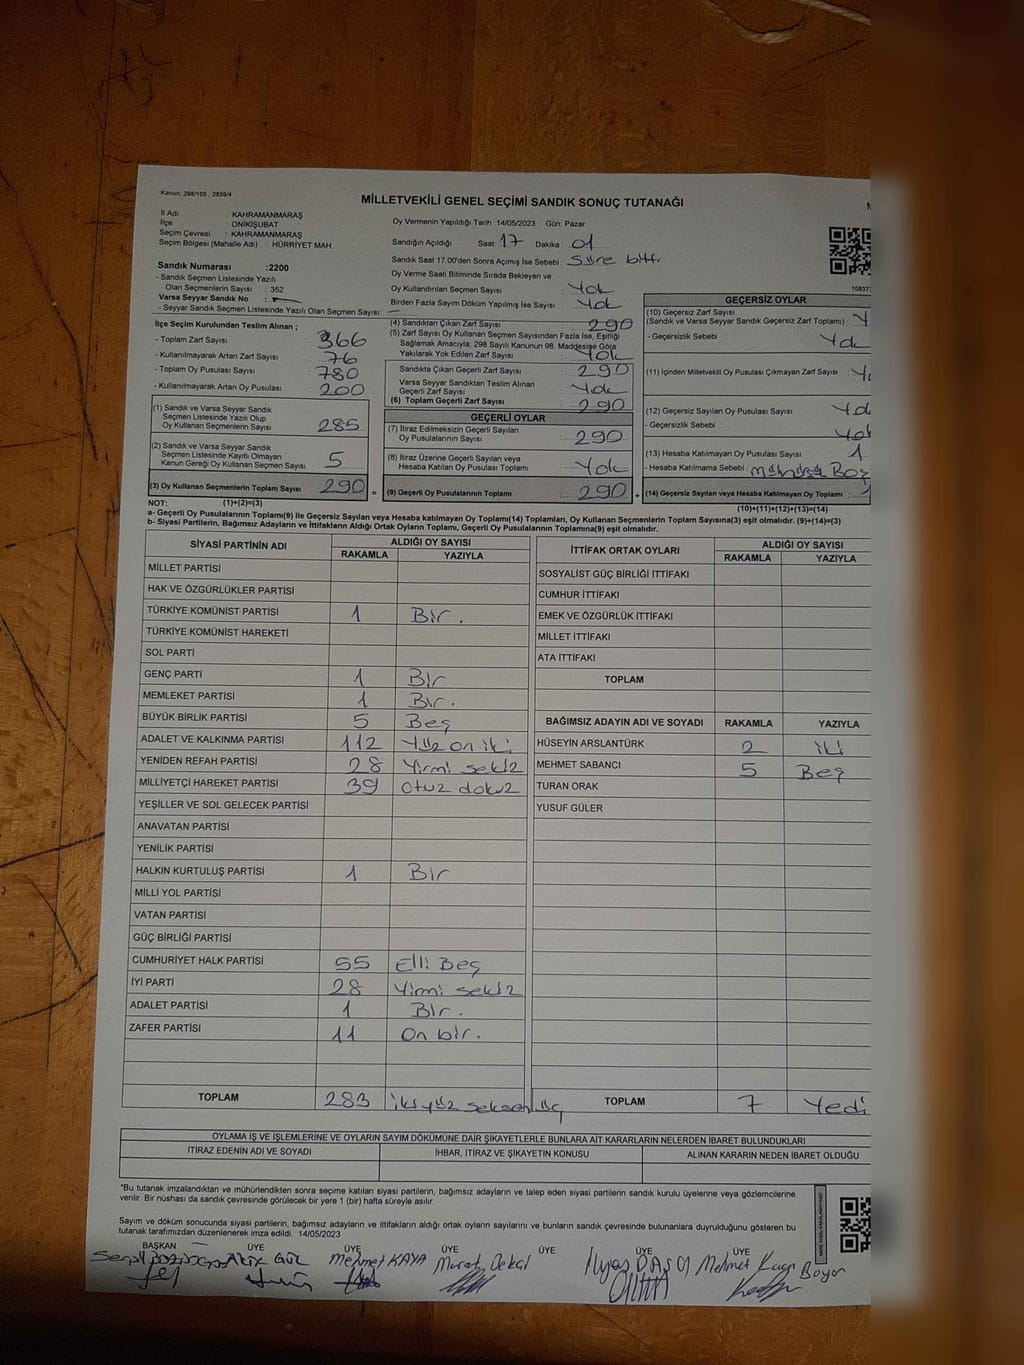 Kanun: 298/105 , 2839/4
MİLLETVEKİLİ GENEL SEÇİMİ SANDIK SONUÇ TUTANAĞI
İl Adı : KAHRAMANMARAŞ
İlçe : ONİKİŞUBAT
Seçim Çevresi : KAHRAMANMARAŞ
Seçim Bölgesi (Mahalle Adı) : HÜRRİYET MAH.
Sandık Numarası :2200
- Sandık Seçmen Listesinde Yazılı
Olan Seçmenlerin Sayısı : 352
Varsa Seyyar Sandık No :
- Seyyar Sandık Seçmen Listesinde Yazılı Olan Seçmen Sayısı: —
İlçe Seçim Kurulundan Teslim Alınan ;
- Toplam Zarf Sayısı : 366
- Kullanılmayarak Artan Zarf Sayısı : 76
- Toplam Oy Pusulası Sayısı : 780
- Kullanılmayarak Artan Oy Pusulası : 200
(1) Sandık ve Varsa Seyyar Sandık
Seçmen Listesinde Yazılı Olup
Oy Kullanan Seçmenlerin Sayısı : 285
(2) Sandık ve Varsa Seyyar Sandık
Seçmen Listesinde Kayıtlı Olmayan
Kanun Gereği Oy Kullanan Seçmen Sayısı : 5
(3) Oy Kullanan Seçmenlerin Toplam Sayısı : 290 =
(1)+(2)=(3)
Oy Vermenin Yapıldığı Tarih :14/05/2023 Gün: Pazar
Sandığın Açıldığı Saat : 17 Dakika : 01
Sandık Saat 17.00'den Sonra Açmış İse Sebebi : Süre bitti
Oy Verme Saati Bitiminde Sırada Bekleyen ve
Oy Kullandırılan Seçmen Sayısı : Yok
Birden Fazla Sayım Döküm Yapılmış İse Sayısı : Yok
(4) Sandıktan Çıkan Zarf Sayısı : 290
(5) Zarf Sayısı Oy Kullanan Seçmen Sayısından Fazla İse, Eşitliği
Sağlamak Amacıyla; 298 Sayılı Kanunun 98. Maddesine Göre
Yakılarak Yok Edilen Zarf Sayısı : Yok
Sandıkta Çıkan Geçerli Zarf Sayısı : 290
Varsa Seyyar Sandıktan Teslim Alınan
Geçerli Zarf Sayısı : Yok
(6) Toplam Geçerli Zarf Sayısı : 290
GEÇERLİ OYLAR
(7) İtiraz Edilmeksizin Geçerli Sayılan
Oy Pusulalarının Sayısı : 290
(8) İtiraz Üzerine Geçerli Sayılan veya
Hesaba Katılan Oy Pusulası Toplamı : Yok
(9) Geçerli Oy Pusulalarının Toplamı : 290 +
GEÇERSİZ OYLAR
(10) Geçersiz Zarf Sayısı
(Sandık ve Varsa Seyyar Sandık Geçersiz Zarf Toplamı) :
- Geçersizlik Sebebi : Yok
(11) İçinden Milletvekili Oy Pusulası Çıkmayan Zarf Sayısı :
(12) Geçersiz Sayılan Oy Pusulası Sayısı :
- Geçersizlik Sebebi :
(13) Hesaba Katılmayan Oy Pusulası Sayısı : 1
- Hesaba Katılmama Sebebi : Boş
(14) Geçersiz Sayılan veya Hesaba Katılmayan Oy Toplamı :
(10)+(11)+(12)+(13)=(14)
NOT:
a- Geçerli Oy Pusulalarının Toplamı(9) ile Geçersiz Sayılan veya Hesaba katılmayan Oy Toplamı(14) Toplamları, Oy Kullanan Seçmenlerin Toplam Sayısına(3) eşit olmalıdır. (9)+(14)=(3)
b- Siyasi Partilerin, Bağımsız Adayların ve İttifakların Aldığı Ortak Oyların Toplamı, Geçerli Oy Pusulalarının Toplamına(9) eşit olmalıdır.
SİYASİ PARTİNİN ADI ALDIĞI OY SAYISI
RAKAMLA YAZIYLA
MİLLET PARTİSİ
HAK VE ÖZGÜRLÜKLER PARTİSİ
TÜRKİYE KOMÜNİST PARTİSİ 1 Bir.
TÜRKİYE KOMÜNİST HAREKETİ
SOL PARTİ
GENÇ PARTİ 1 Bir
MEMLEKET PARTİSİ 1 Bir.
BÜYÜK BİRLİK PARTİSİ 5 Beş
ADALET VE KALKINMA PARTİSİ 112 Yüz on iki
YENİDEN REFAH PARTİSİ 28 Yirmi sekiz
MİLLİYETÇİ HAREKET PARTİSİ 39 Otuz dokuz
YEŞİLLER VE SOL GELECEK PARTİSİ
ANAVATAN PARTİSİ
YENİLİK PARTİSİ
HALKIN KURTULUŞ PARTİSİ 1 Bir
MİLLİ YOL PARTİSİ
VATAN PARTİSİ
GÜÇ BİRLİĞİ PARTİSİ
CUMHURİYET HALK PARTİSİ 55 Elli Beş
İYİ PARTİ 28 Yirmi sekiz
ADALET PARTİSİ 1 Bir.
ZAFER PARTİSİ 11 On bir.
TOPLAM 283 iki yüz seksen üç
İTTİFAK ORTAK OYLARI ALDIĞI OY SAYISI
RAKAMLA YAZIYLA
SOSYALİST GÜÇ BİRLİĞİ İTTİFAKI
CUMHUR İTTİFAKI
EMEK VE ÖZGÜRLÜK İTTİFAKI
MİLLET İTTİFAKI
ATA İTTİFAKI
TOPLAM
BAĞIMSIZ ADAYIN ADI VE SOYADI RAKAMLA YAZIYLA
HÜSEYİN ARSLANTÜRK 2 iki
MEHMET SABANCI 5 Beş
TURAN ORAK
YUSUF GÜLER
TOPLAM 7 Yedi
OYLAMA İŞ VE İŞLEMLERİNE VE OYLARIN SAYIM DÖKÜMÜNE DAİR ŞİKAYETLERLE BUNLARA AİT KARARLARIN NELERDEN İBARET BULUNDUKLARI
İTİRAZ EDENİN ADI VE SOYADI İHBAR, İTİRAZ VE ŞİKAYETİN KONUSU ALINAN KARARIN NEDEN İBARET OLDUĞU
*Bu tutanak imzalandıktan ve mühürlendikten sonra seçime katılan siyasi partilerin, bağımsız adayların ve talep eden siyasi partilerin sandık kurulu üyelerine veya gözlemcilerine
verilir. Bir nüshası da sandık çevresinde görülecek bir yere 1 (bir) hafta süreyle asılır.
Sayım ve döküm sonucunda siyasi partilerin, bağımsız adayların ve ittifakların aldığı ortak oyların sayılarını ve bunların sandık çevresinde bulunanlara duyrulduğunu gösteren bu
tutanak tarafımızdan düzenlenerek imza edildi. 14/05/2023
BAŞKAN ÜYE ÜYE ÜYE ÜYE ÜYE ÜYE
GÜL Mehmet KAYA Murat İlyas Mehmet